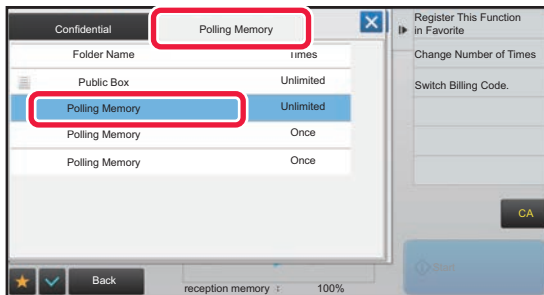 Confidential
Polling Memory
Folder Name
Times
Public Box
Unlimited
Polling Memory
Unlimited
Polling Memory
Once
Polling Memory
Once
Back
reception memory : 100%
Register This Function
in Favorite
Change Number of Times
Switch Billing Code.
CA
Start